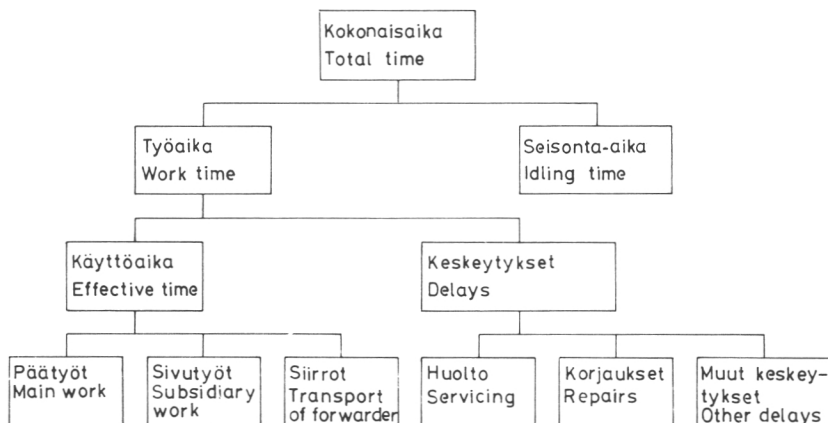 Kokonaisaika
Total time
Työaika
Work time
Seisonta-aika
Idling time
Käyttöaika
Effective time
Keskeytykset
Delays
Päätyöt
Main work
Sivutyöt
Subsidiary
work
Siirrot
Transport
of forwarder
Huolto
Servicing
Korjaukset
Repairs
Muut keskey-
tykset
Other delays